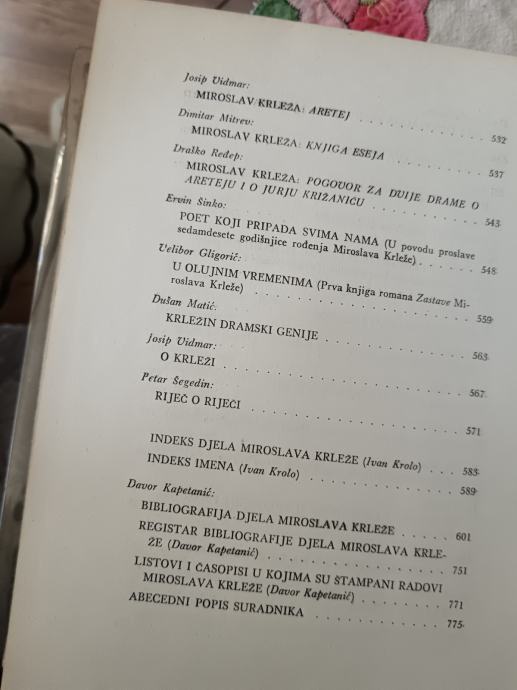 Josip Vidmar:
MIROSLAV KRLEŽA: ARETEJ . . . . . . . . . . . . 532
Dimitar Mitrev:
MIROSLAV KRLEŽA: KNJIGA ESEJA . . . . . . . . . 537
Draško Ređep:
MIROSLAV KRLEŽA: POGOVOR ZA DVIJE DRAME O
ARETEJU I O JURJU KRIŽANIĆU . . . . . . . . . . 543
Ervin Šinko:
POET KOJI PRIPADA SVIMA NAMA (U povodu proslave
sedamdesete godišnjice rođenja Miroslava Krleže) . . . . . 548
Velibor Gligorić:
U OLUJNIM VREMENIMA (Prva knjiga romana Zastave Mi-
roslava Krleže) . . . . . . . . . . . . . . . 559
Dušan Matić:
KRLEŽIN DRAMSKI GENIJE . . . . . . . . . . . . 563
Josip Vidmar:
O KRLEŽI . . . . . . . . . . . . . . . . . 567
Petar Šegedin:
RIJEČ O RIJEČI . . . . . . . . . . . . . . . 571
INDEKS DJELA MIROSLAVA KRLEŽE (Ivan Krolo) . . . 583
INDEKS IMENA (Ivan Krolo) . . . . . . . . . . . 589
Davor Kapetanić:
BIBLIOGRAFIJA DJELA MIROSLAVA KRLEŽE . . . . . 601
REGISTAR BIBLIOGRAFIJE DJELA MIROSLAVA KRLE-
ŽE (Davor Kapetanić) . . . . . . . . . . . . . 751
LISTOVI I ČASOPISI U KOJIMA SU ŠTAMPANI RADOVI
MIROSLAVA KRLEŽE (Davor Kapetanić) . . . . . . . 771
ABECEDNI POPIS SURADNIKA . . . . . . . . . . . 775